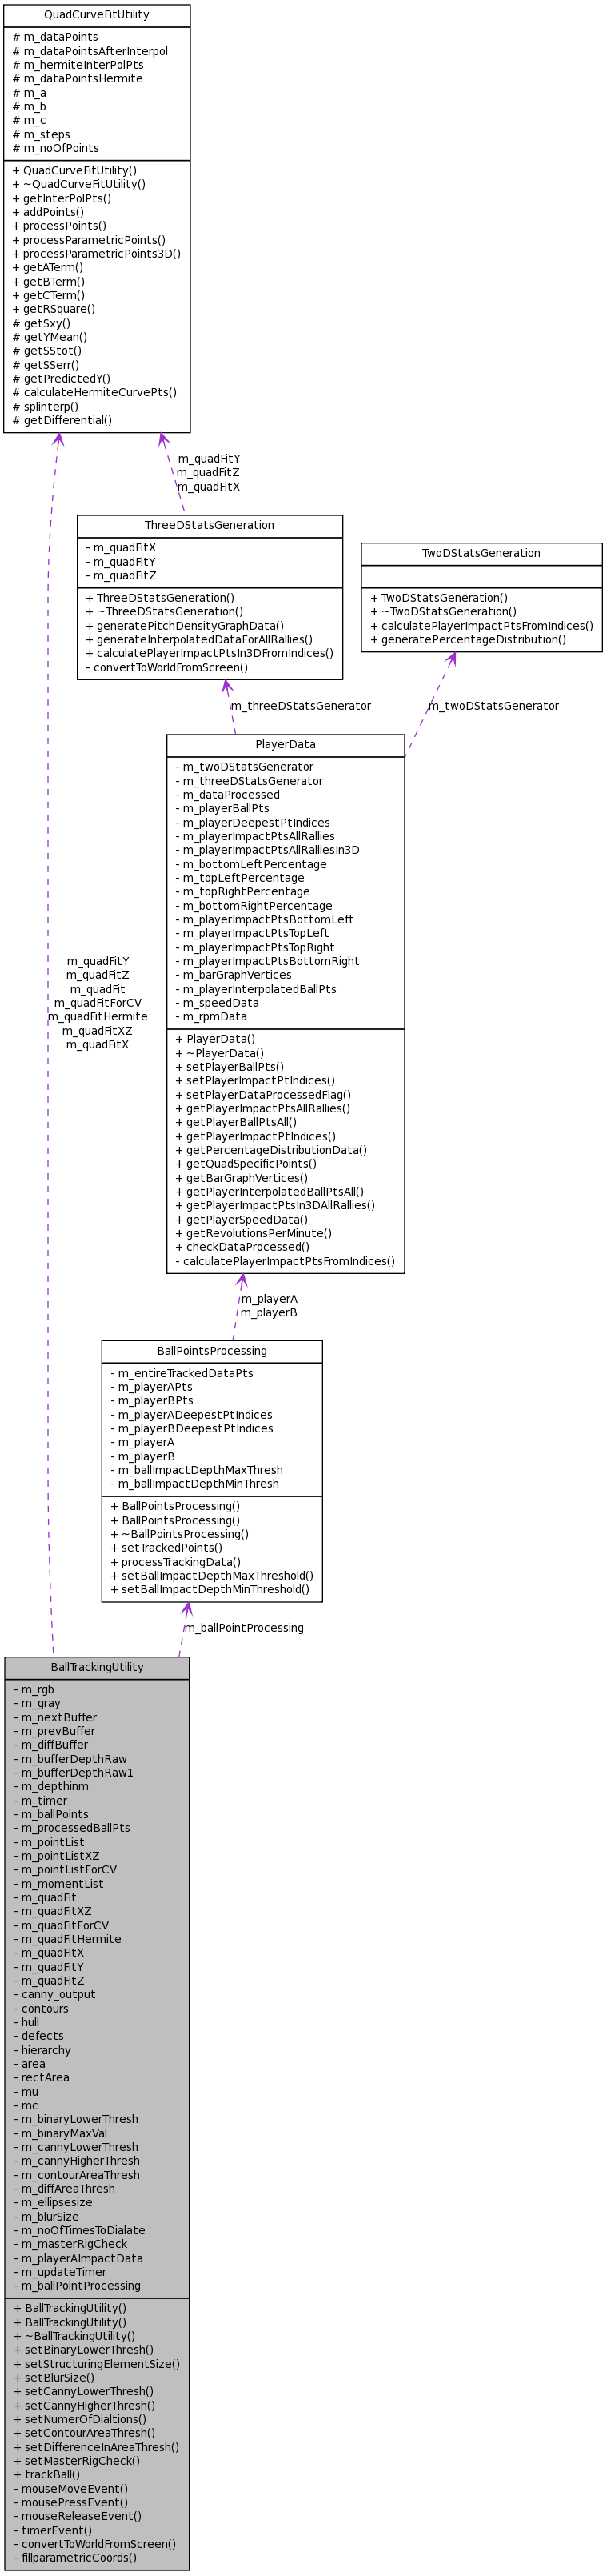 QuadCurveFitUtility
# m_dataPoints
# m_dataPointsAfterInterpol
# m_hermiteInterPolPts
# m_dataPointsHermite
# m_a
# m_b
# m_c
# m_steps
# m_noOfPoints
+ QuadCurveFitUtility()
+ ~QuadCurveFitUtility()
+ getInterPolPts()
+ addPoints()
+ processPoints()
+ processParametricPoints()
+ processParametricPoints3D()
+ getATerm()
+ getBTerm()
+ getCTerm()
+ getRSquare()
# getSxy()
# getYMean()
# getSStot()
# getSSerr()
# getPredictedY()
# calculateHermiteCurvePts()
# splinterp()
# getDifferential()
m_quadFitY
m_quadFitZ
m_quadFitX
ThreeDStatsGeneration
- m_quadFitX
- m_quadFitY
- m_quadFitZ
+ ThreeDStatsGeneration()
+ ~ThreeDStatsGeneration()
+ generatePitchDensityGraphData()
+ generateInterpolatedDataForAllRallies()
+ calculatePlayerImpactPtsIn3DFromIndices()
- convertToWorldFromScreen()
TwoDStatsGeneration
+ TwoDStatsGeneration()
+ ~TwoDStatsGeneration()
+ calculatePlayerImpactPtsFromIndices()
+ generatePercentageDistribution()
m_threeDStatsGenerator
m_twoDStatsGenerator
PlayerData
- m_twoDStatsGenerator
- m_threeDStatsGenerator
- m_dataProcessed
- m_playerBallPts
- m_playerDeepestPtIndices
- m_playerImpactPtsAllRallies
- m_playerImpactPtsAllRalliesIn3D
- m_bottomLeftPercentage
- m_topLeftPercentage
- m_topRightPercentage
- m_bottomRightPercentage
- m_playerImpactPtsBottomLeft
- m_playerImpactPtsTopLeft
- m_playerImpactPtsTopRight
- m_playerImpactPtsBottomRight
- m_barGraphVertices
- m_playerInterpolatedBallPts
- m_speedData
- m_rpmData
+ PlayerData()
+ ~PlayerData()
+ setPlayerBallPts()
+ setPlayerImpactPtIndices()
+ setPlayerDataProcessedFlag()
+ getPlayerImpactPtsAllRallies()
+ getPlayerBallPtsAll()
+ getPlayerImpactPtIndices()
+ getPercentageDistributionData()
+ getQuadSpecificPoints()
+ getBarGraphVertices()
+ getPlayerInterpolatedBallPtsAll()
+ getPlayerImpactPtsIn3DAllRallies()
+ getPlayerSpeedData()
+ getRevolutionsPerMinute()
+ checkDataProcessed()
- calculatePlayerImpactPtsFromIndices()
m_quadFitY
m_quadFitZ
m_quadFit
m_quadFitForCV
m_quadFitHermite
m_quadFitXZ
m_quadFitX
m_playerA
m_playerB
BallPointsProcessing
- m_entireTrackedDataPts
- m_playerAPts
- m_playerBPts
- m_playerADeepestPtIndices
- m_playerBDeepestPtIndices
- m_playerA
- m_playerB
- m_ballImpactDepthMaxThresh
- m_ballImpactDepthMinThresh
+ BallPointsProcessing()
+ BallPointsProcessing()
+ ~BallPointsProcessing()
+ setTrackedPoints()
+ processTrackingData()
+ setBallImpactDepthMaxThreshold()
+ setBallImpactDepthMinThreshold()
m_ballPointProcessing
BallTrackingUtility
- m_rgb
- m_gray
- m_nextBuffer
- m_prevBuffer
- m_diffBuffer
- m_bufferDepthRaw
- m_bufferDepthRaw1
- m_depthinm
- m_timer
- m_ballPoints
- m_processedBallPts
- m_pointList
- m_pointListXZ
- m_pointListForCV
- m_momentList
- m_quadFit
- m_quadFitXZ
- m_quadFitForCV
- m_quadFitHermite
- m_quadFitX
- m_quadFitY
- m_quadFitZ
- canny_output
- contours
- hull
- defects
- hierarchy
- area
- rectArea
- mu
- mc
- m_binaryLowerThresh
- m_binaryMaxVal
- m_cannyLowerThresh
- m_cannyHigherThresh
- m_contourAreaThresh
- m_diffAreaThresh
- m_ellipsesize
- m_blurSize
- m_noOfTimesToDialate
- m_masterRigCheck
- m_playerAImpactData
- m_updateTimer
- m_ballPointProcessing
+ BallTrackingUtility()
+ BallTrackingUtility()
+ ~BallTrackingUtility()
+ setBinaryLowerThresh()
+ setStructuringElementSize()
+ setBlurSize()
+ setCannyLowerThresh()
+ setCannyHigherThresh()
+ setNumerOfDialtions()
+ setContourAreaThresh()
+ setDifferenceInAreaThresh()
+ setMasterRigCheck()
+ trackBall()
- mouseMoveEvent()
- mousePressEvent()
- mouseReleaseEvent()
- timerEvent()
- convertToWorldFromScreen()
- fillparametricCoords()